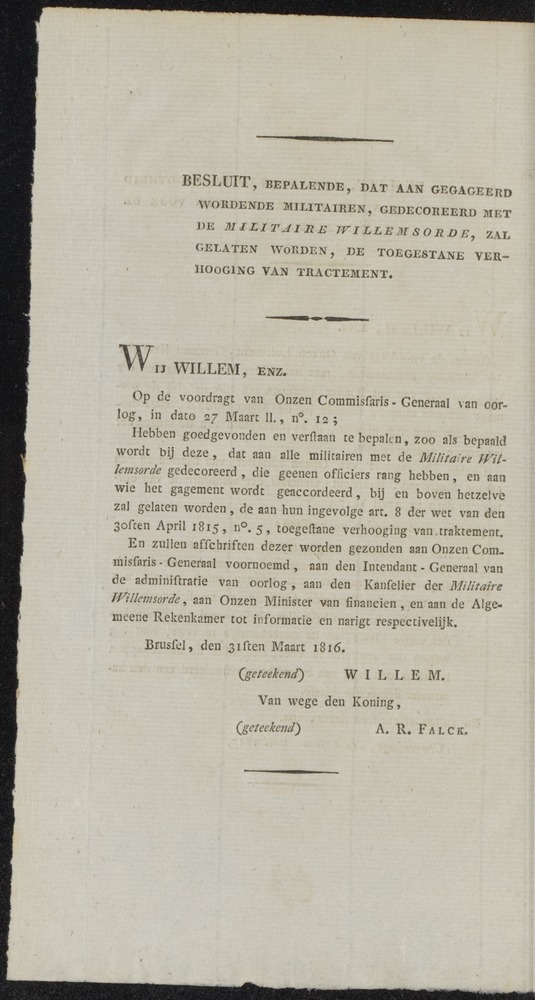 BESLUIT, BEPALENDE, DAT AAN GEGAGEERD
WORDENDE MILITAIREN, GEDECOREERD MET
DE MILITAIRE WILLEMSORDE, ZAL
GELATEN WORDEN, DE TOEGESTANE VER-
HOOGING VAN TRACTEMENT.
WIJ WILLEM, ENZ.
Op de voordragt van Onzen Commisſaris-Generaal van oor-
log, in dato 27 Maart ll., nº. 12;
Hebben goedgevonden en verſtaan te bepalen, zoo als bepaald
wordt bij deze, dat aan alle militairen met de Militaire Wil-
lemsorde gedecoreerd, die geenen officiers rang hebben, en aan
wie het gagement wordt geaccordeerd, bij en boven hetzelve
zal gelaten worden, de aan hun ingevolge art. 8 der wet van den
30ſten April 1815, nº. 5, toegeſtane verhooging van traktement.
En zullen afſchriften dezer worden gezonden aan Onzen Com-
misſaris-Generaal voornoemd, aan den Intendant-Generaal van
de adminiſtratie van oorlog, aan den Kanſelier der Militaire
Willemsorde, aan Onzen Minister van financien, en aan de Alge-
meene Rekenkamer tot informatie en narigt respectivelijk.
Brusſel, den 31ſten Maart 1816.
(geteekend) WILLEM.
Van wege den Koning,
(geteekend) A. R. FALCK.